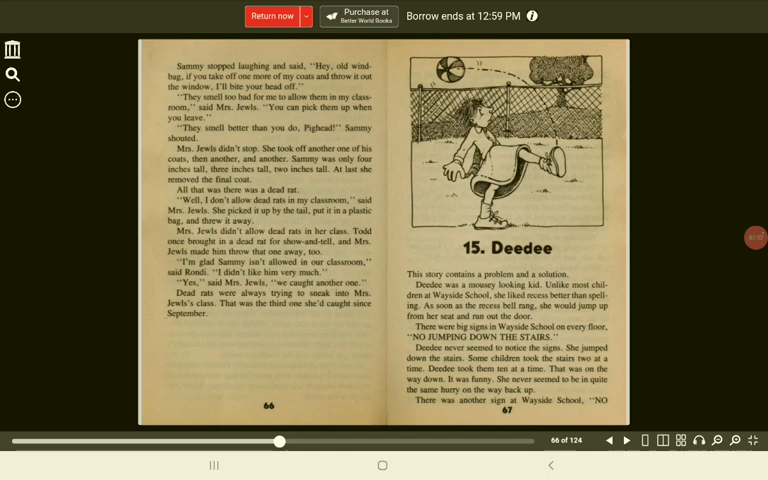 Return now
Purchase at
Better World Books
Borrow ends at 12:59 PM
Sammy stopped laughing and said, "Hey, old wind-
bag, if you take off one more of my coats and throw it out
the window, I'll bite your head off."
"They smell too bad for me to allow them in my class-
room," said Mrs. Jewls. "You can pick them up when
you leave."
"They smell better than you do, Pighead!" Sammy
shouted.
Mrs. Jewls didn't stop. She took off another one of his
coats, then another, and another. Sammy was only four
inches tall, three inches tall, two inches tall. At last she
removed the final coat.
All that was there was a dead rat.
"Well, I don't allow dead rats in my classroom," said
Mrs. Jewls. She picked it up by the tail, put it in a plastic
bag, and threw it away.
Mrs. Jewls didn't allow dead rats in her class. Todd
once brought in a dead rat for show-and-tell, and Mrs.
Jewls made him throw that one away, too.
"I'm glad Sammy isn't allowed in our classroom,"
said Rondi. "I didn't like him very much."
"Yes," said Mrs. Jewls, "we caught another one."
Dead rats were always trying to sneak into Mrs.
Jewls's class. That was the third one she'd caught since
September.
66
15. Deedee
This story contains a problem and a solution.
Deedee was a mousey looking kid. Unlike most chil-
dren at Wayside School, she liked recess better than spell-
ing. As soon as the recess bell rang, she would jump up
from her seat and run out the door.
There were big signs in Wayside School on every floor,
"NO JUMPING DOWN THE STAIRS."
Deedee never seemed to notice the signs. She jumped
down the stairs. Some children took the stairs two at a
time. Deedee took them ten at a time. That was on the
way down. It was funny. She never seemed to be in quite
the same hurry on the way back up.
There was another sign at Wayside School, "NO
67
66 of 124